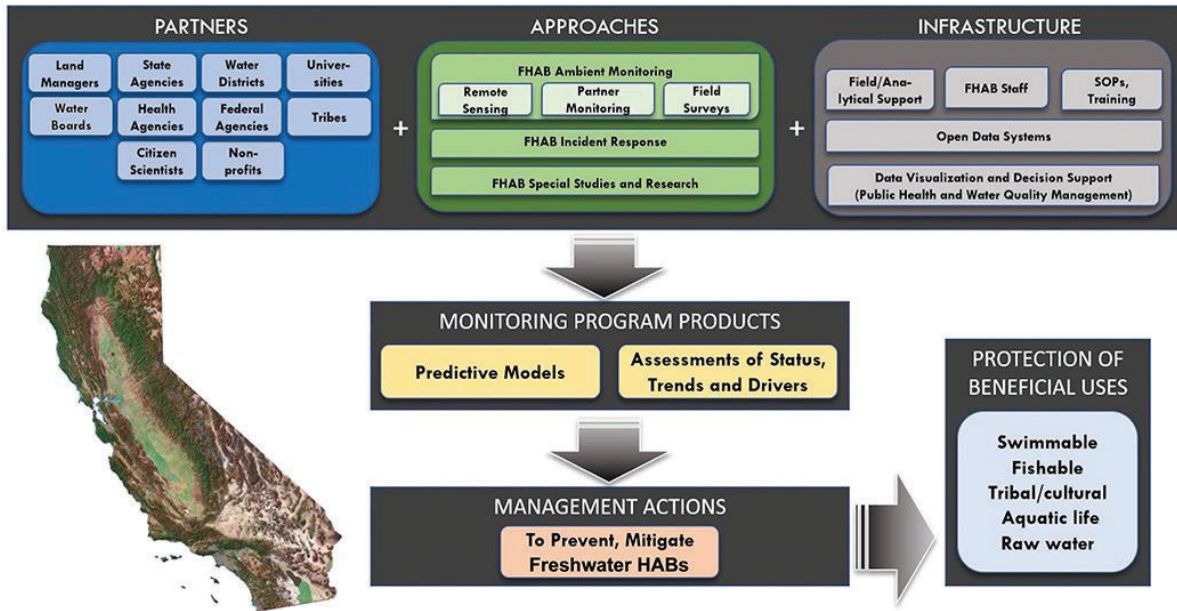 PARTNERS
Land
Managers
State
Agencies
Water
Districts
Univer-
sities
Water
Boards
Health
Agencies
Federal
Agencies
Tribes
Citizen
Scientists
Non-
profits
+
APPROACHES
FHAB Ambient Monitoring
Remote
Sensing
Partner
Monitoring
Field
Surveys
FHAB Incident Response
FHAB Special Studies and Research
+
INFRASTRUCTURE
Field/Ana-
lytical Support
FHAB Staff
SOPs,
Training
Open Data Systems
Data Visualization and Decision Support
(Public Health and Water Quality Management)
MONITORING PROGRAM PRODUCTS
Predictive Models
Assessments of Status,
Trends and Drivers
MANAGEMENT ACTIONS
To Prevent, Mitigate
Freshwater HABs
PROTECTION OF
BENEFICIAL USES
Swimmable
Fishable
Tribal/cultural
Aquatic life
Raw water